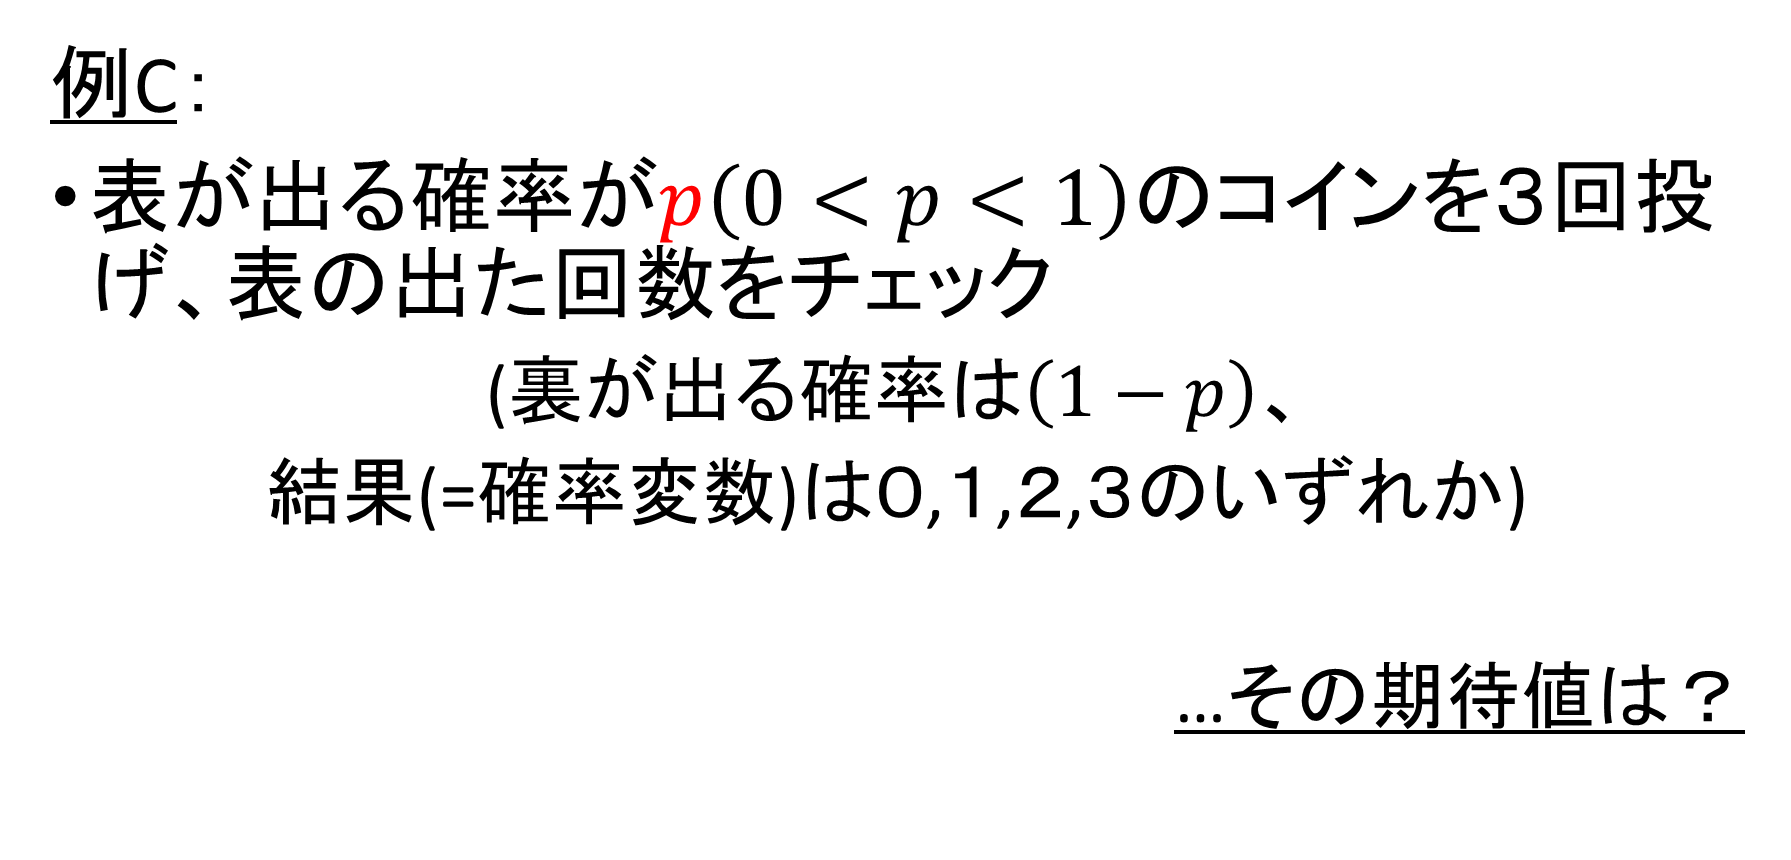 例C：
•表が出る確率がp(0 < p < 1)のコインを３回投
げ、表の出た回数をチェック
(裏が出る確率は(1 − p)、
結果(=確率変数)は０,１,２,３のいずれか)
…その期待値は？